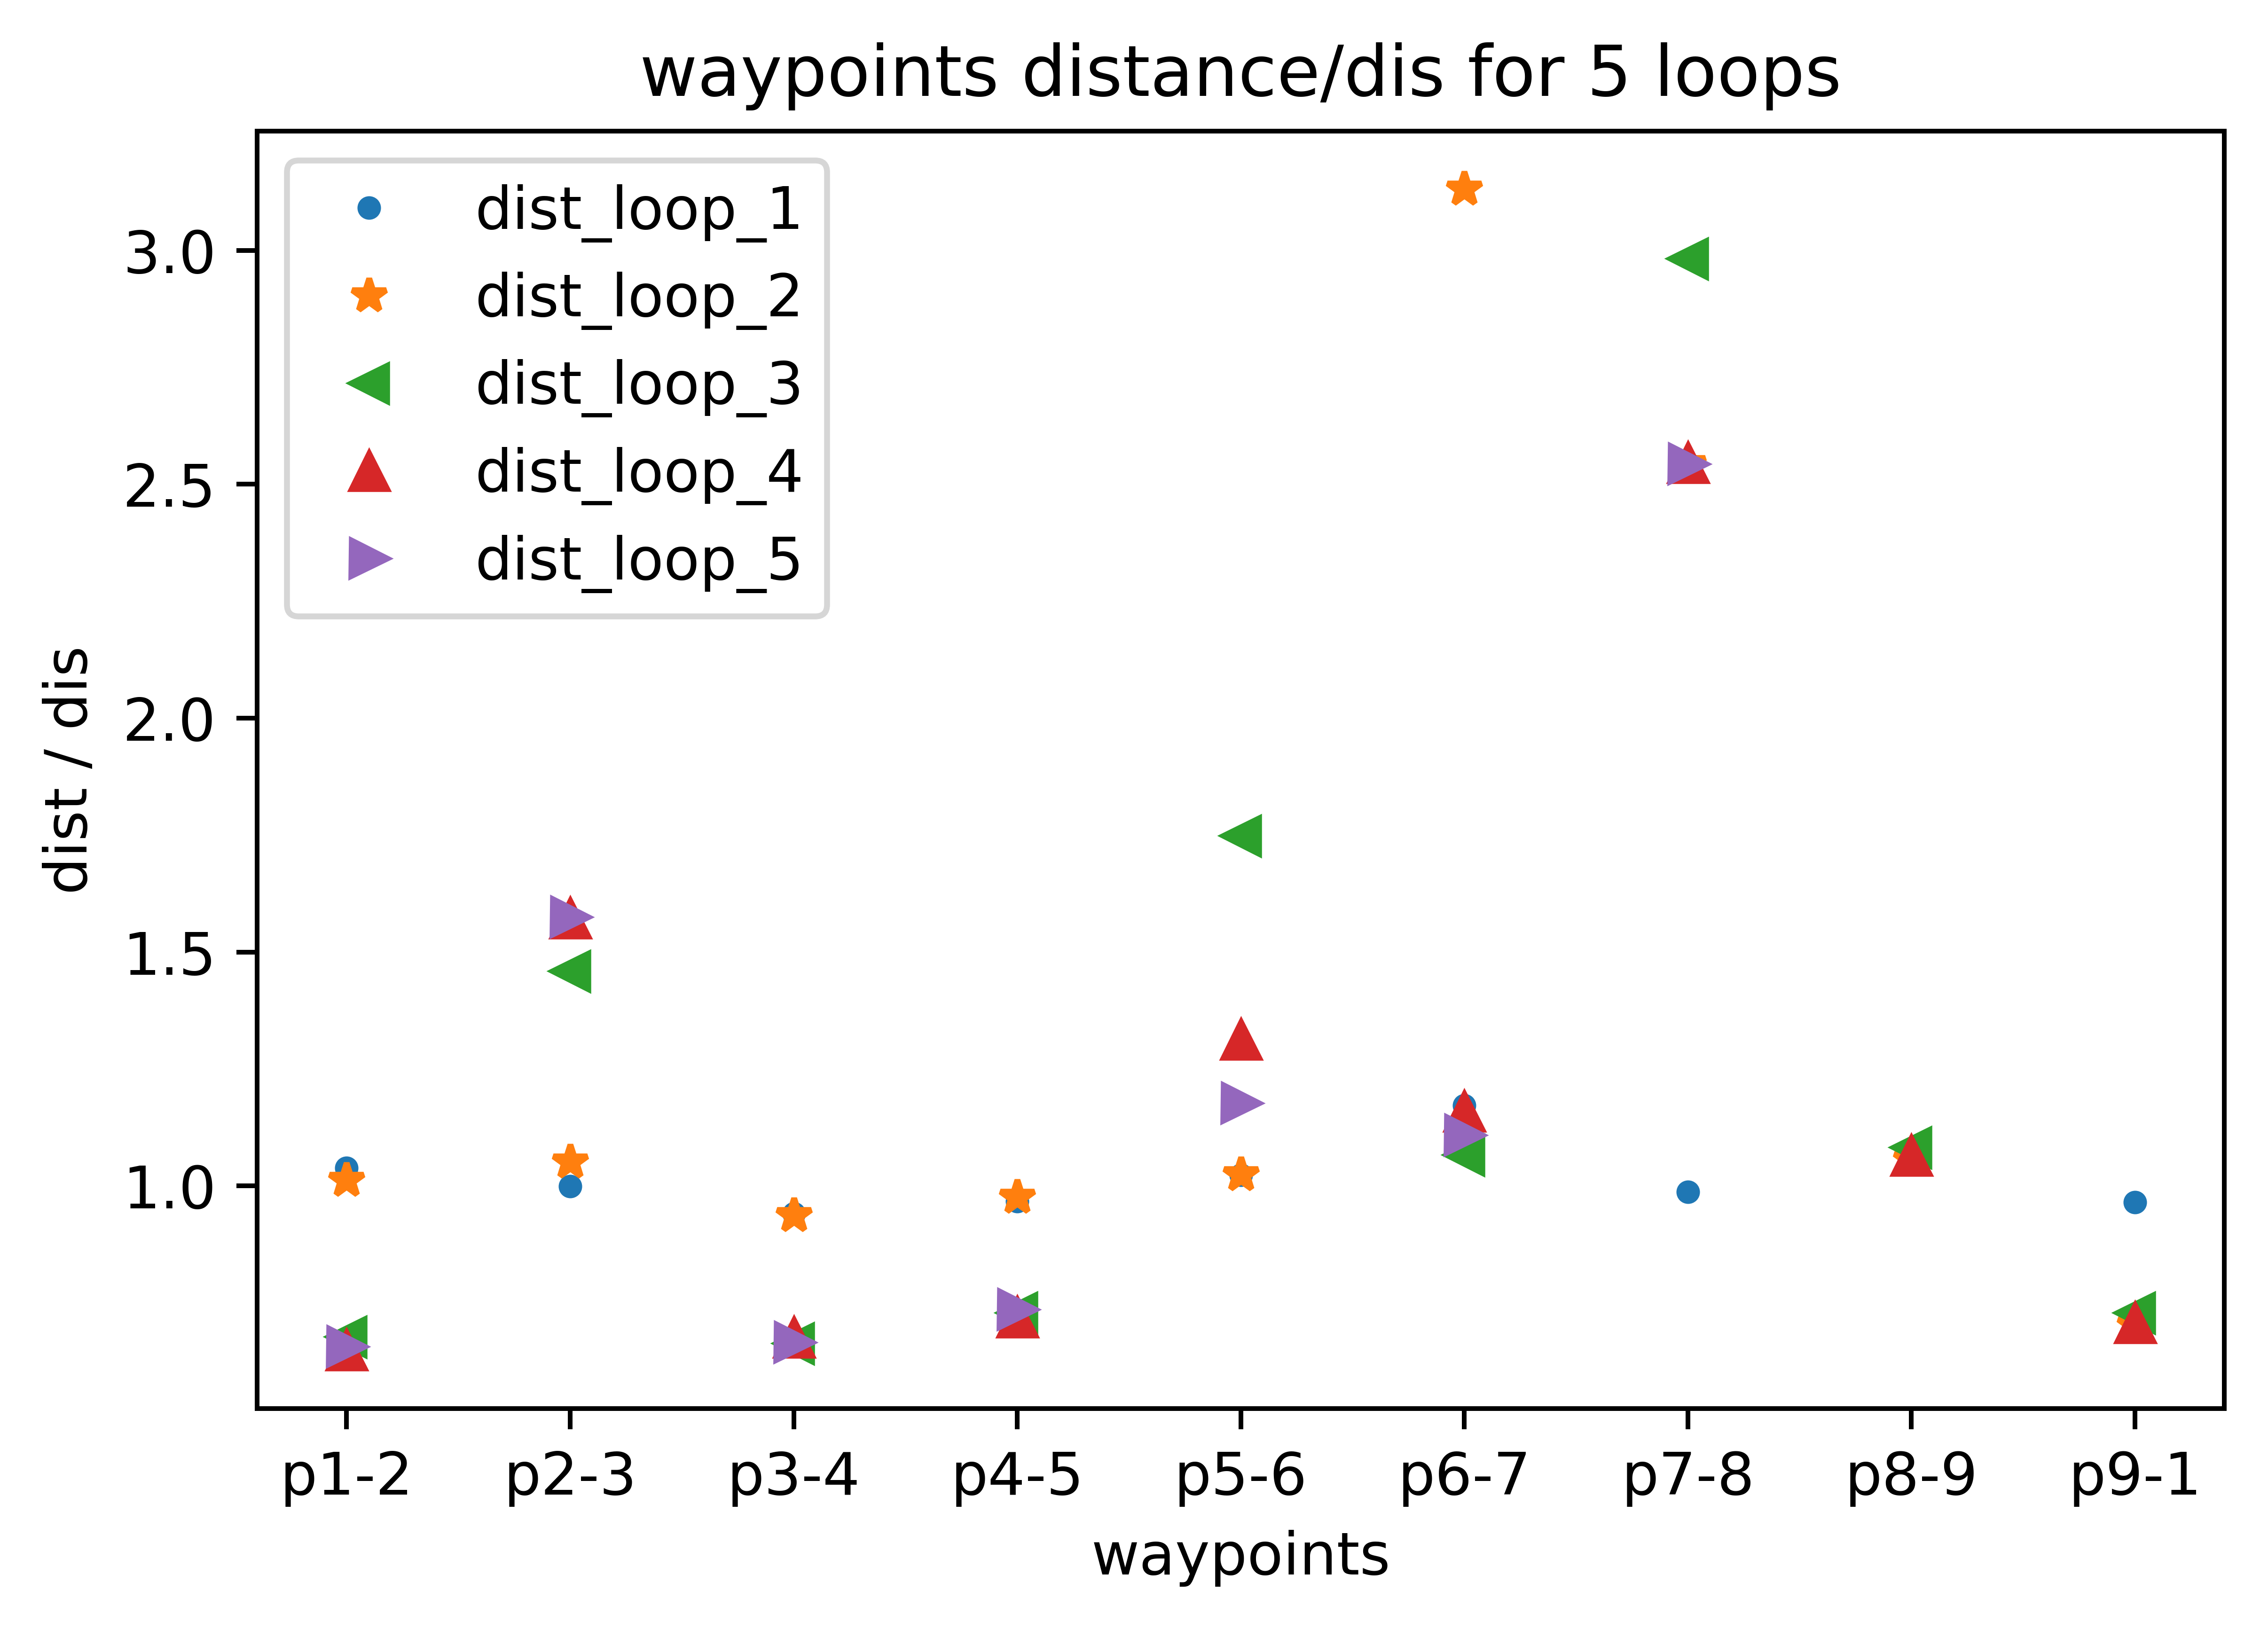 waypoints distance/dis for 5 loops
dist_loop_1
dist_loop_2
dist_loop_3
dist_loop_4
dist_loop_5
3.0
2.5
2.0
1.5
1.0
dist / dis
p1-2 p2-3 p3-4 p4-5 p5-6 p6-7 p7-8 p8-9 p9-1
waypoints